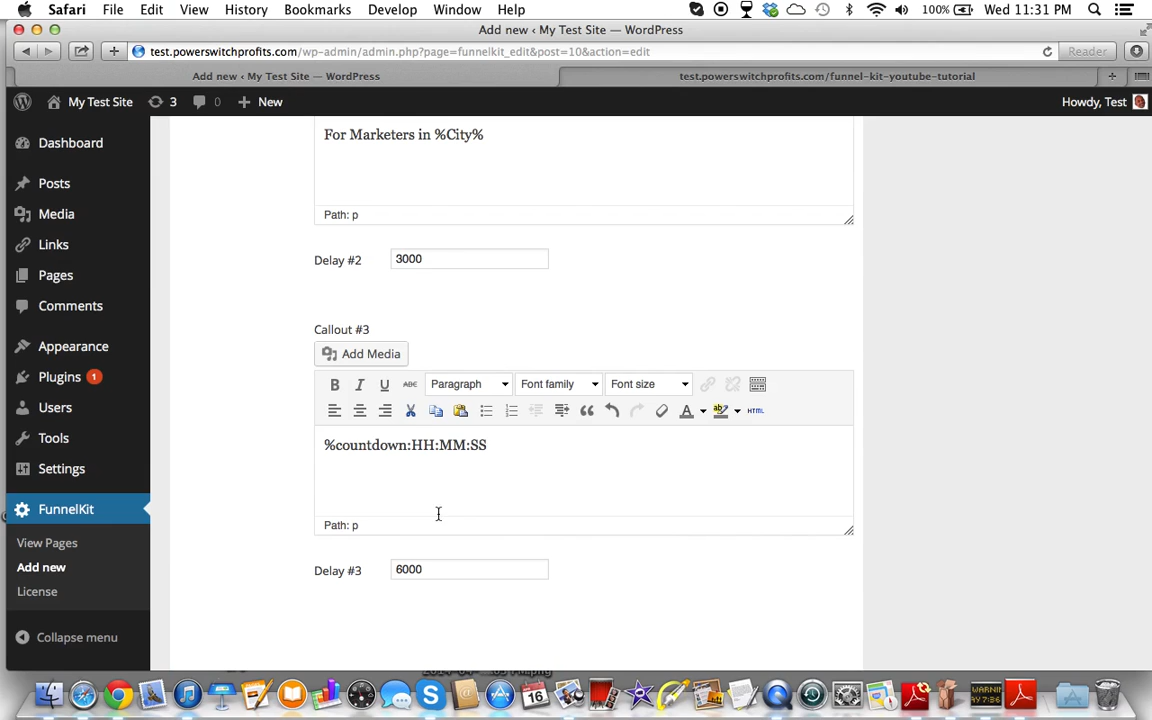 Safari File Edit View History Bookmarks Develop Window Help 100% Wed 11:31 PM
Add new ‹ My Test Site — WordPress
test.powerswitchprofits.com/wp-admin/admin.php?page=funnelkit_edit&post=10&action=edit Reader
Add new ‹ My Test Site — WordPress test.powerswitchprofits.com/funnel-kit-youtube-tutorial
My Test Site 3 0 New Howdy, Test
Dashboard
Posts
Media
Links
Pages
Comments
Appearance
Plugins 1
Users
Tools
Settings
FunnelKit
View Pages
Add new
License
Collapse menu
For Marketers in %City%
Path: p
Delay #2 3000
Callout #3
Add Media
B I U ABC Paragraph Font family Font size
A ab HTML
%countdown:HH:MM:SS
Path: p
Delay #3 6000